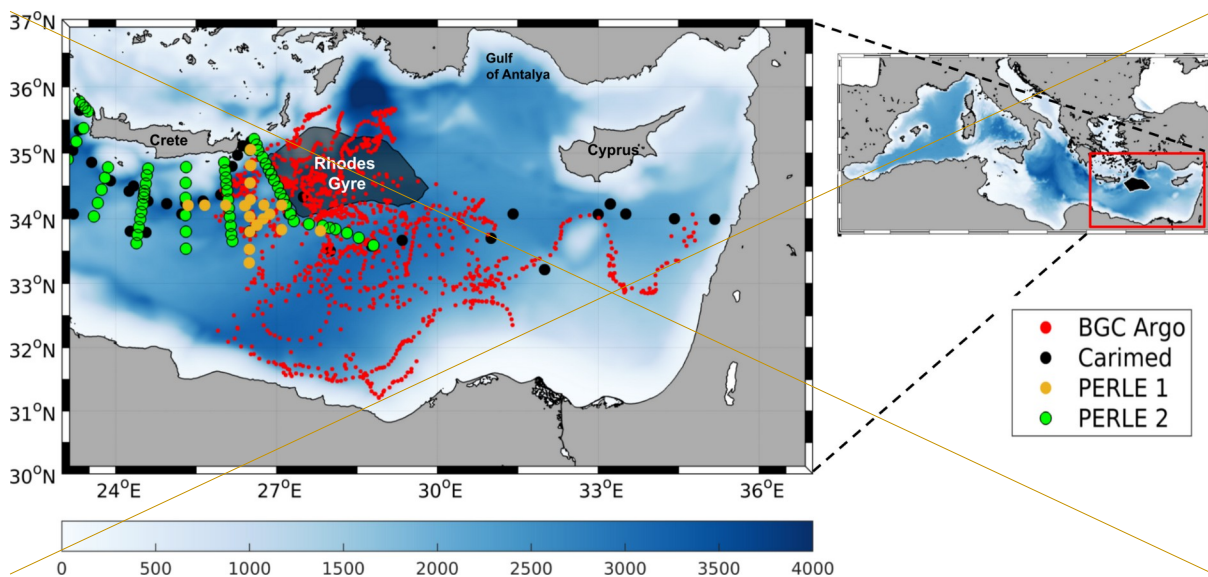 37°N
36°N
35°N
34°N
33°N
32°N
31°N
30°N
Gulf
of Antalya
Crete
Cyprus
Rhodes
Gyre
24°E
27°E
30°E
33°E
36°E
0
500
1000
1500
2000
2500
3000
3500
4000
BGC Argo
Carimed
PERLE 1
PERLE 2